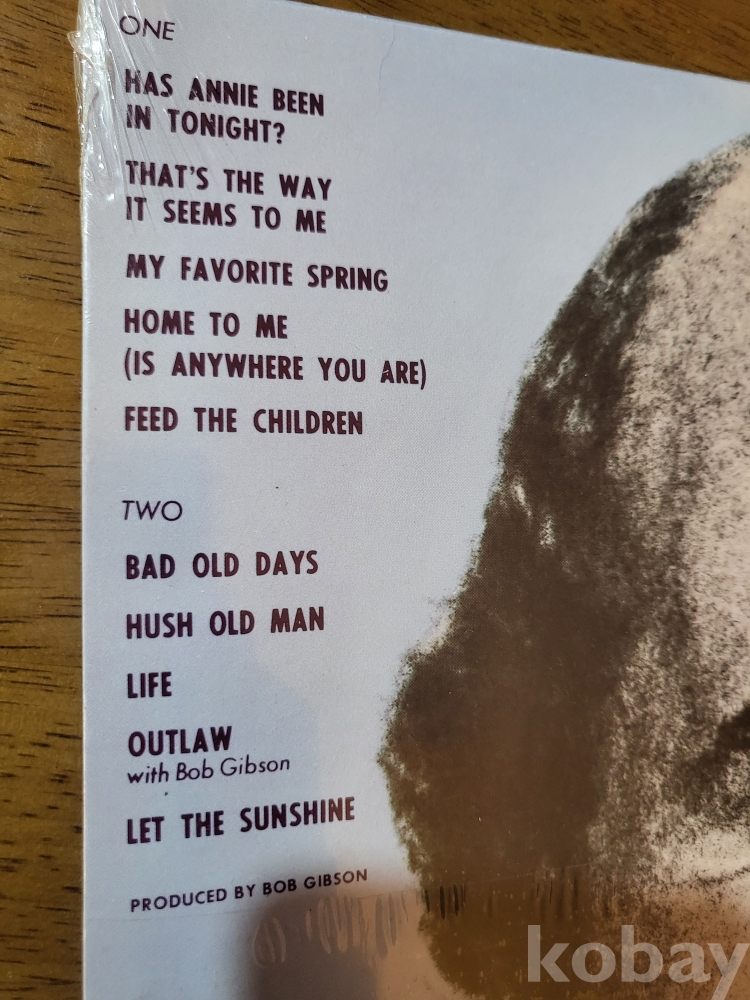 ONE
HAS ANNIE BEEN
IN TONIGHT?
THAT'S THE WAY
IT SEEMS TO ME
MY FAVORITE SPRING
HOME TO ME
(IS ANYWHERE YOU ARE)
FEED THE CHILDREN
TWO
BAD OLD DAYS
HUSH OLD MAN
LIFE
OUTLAW
with Bob Gibson
LET THE SUNSHINE
PRODUCED BY BOB GIBSON
kobay